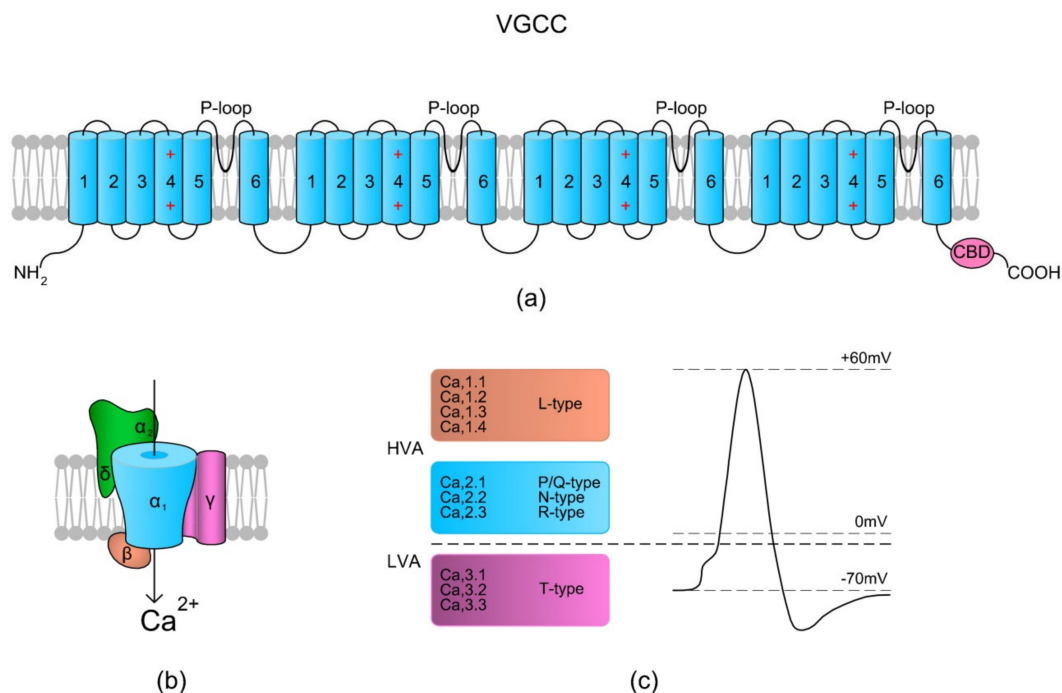 VGCC
P-loop P-loop P-loop P-loop
+ + + +
1 2 3 4 5 6 1 2 3 4 5 6 1 2 3 4 5 6 1 2 3 4 5 6
+ + + +
NH2 CBD COOH
(a)
α2
δ
α1
γ
β
Ca2+
(b)
+60mV
Ca,1.1
Ca,1.2
Ca,1.3
Ca,1.4
L-type
HVA
Ca,2.1 P/Q-type
Ca,2.2 N-type
Ca,2.3 R-type
0mV
LVA
Ca,3.1
Ca,3.2
Ca,3.3
T-type
-70mV
(c)